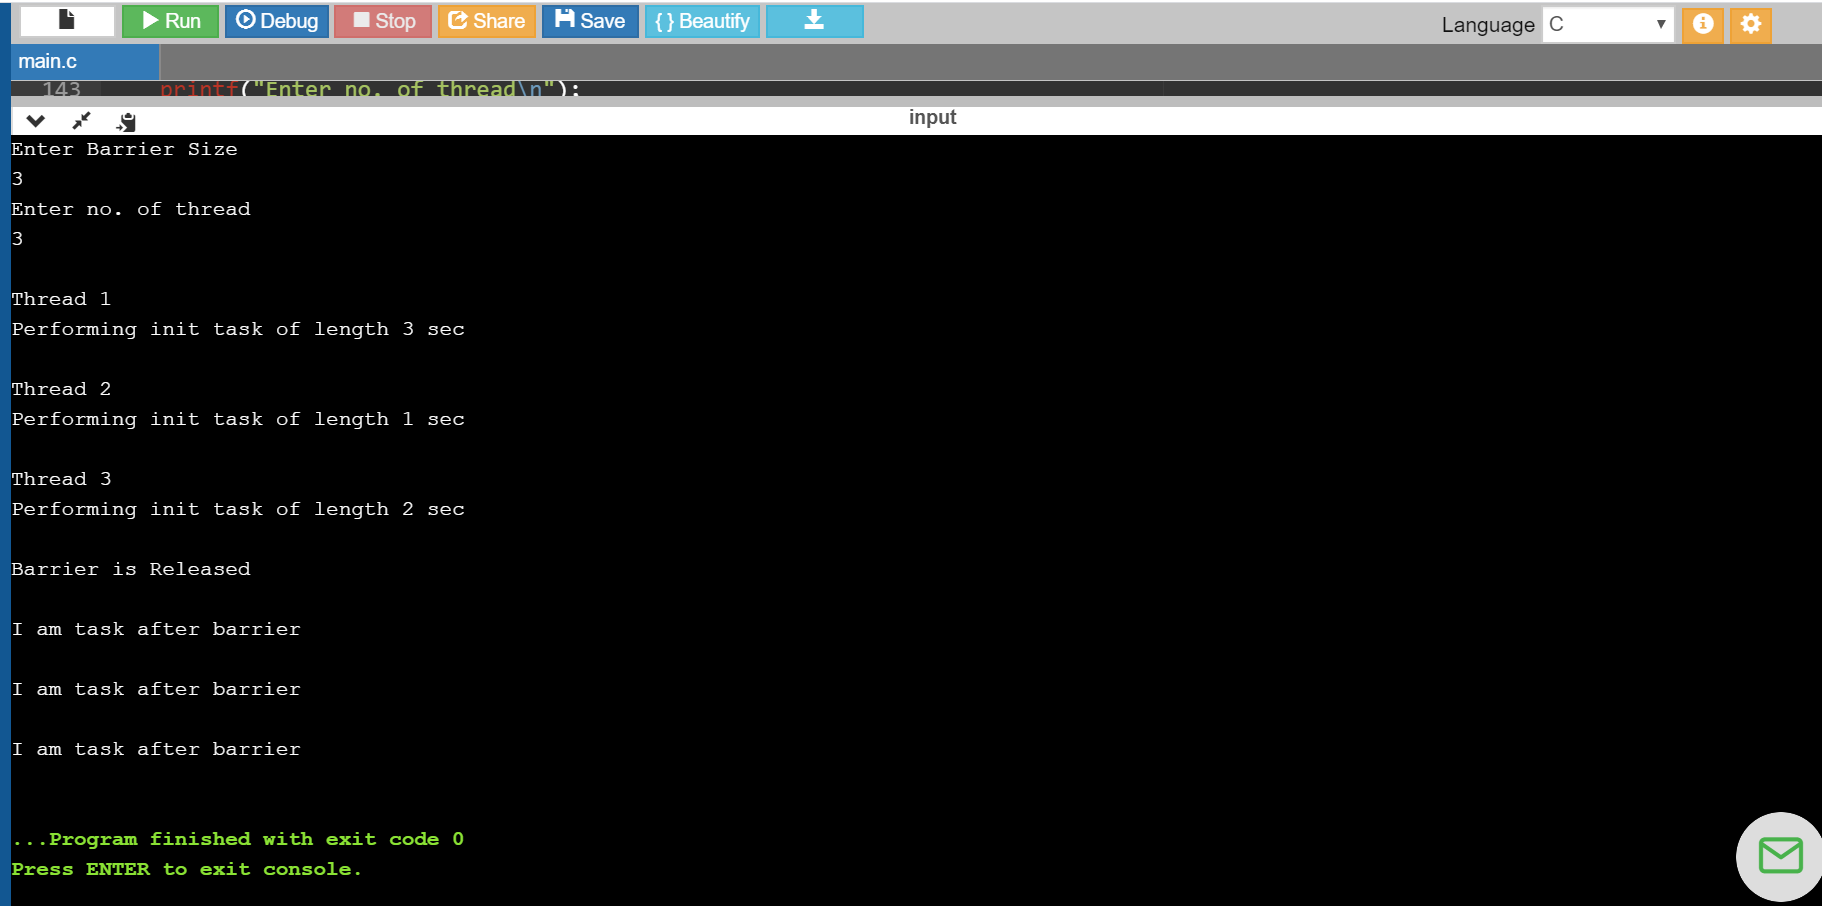 Run Debug Stop Share Save { } Beautify Language C
main.c
143 printf("Enter no. of thread\n");
input
Enter Barrier Size
3
Enter no. of thread
3
Thread 1
Performing init task of length 3 sec
Thread 2
Performing init task of length 1 sec
Thread 3
Performing init task of length 2 sec
Barrier is Released
I am task after barrier
I am task after barrier
I am task after barrier
...Program finished with exit code 0
Press ENTER to exit console.